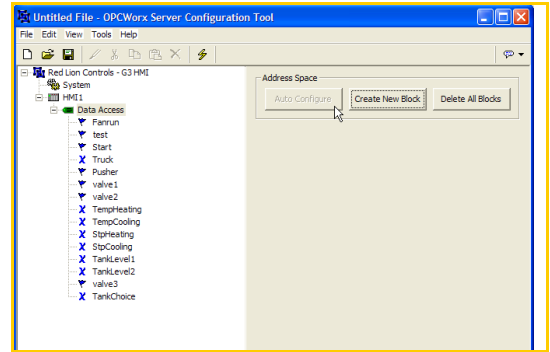 Untitled File - OPCWorx Server Configuration Tool
File Edit View Tools Help
Red Lion Controls - G3 HMI
System
HMI1
Data Access
Fanrun
test
Start
Truck
Pusher
valve1
valve2
TempHeating
TempCooling
StpHeating
StpCooling
TankLevel1
TankLevel2
valve3
TankChoice
Address Space
Auto Configure Create New Block Delete All Blocks